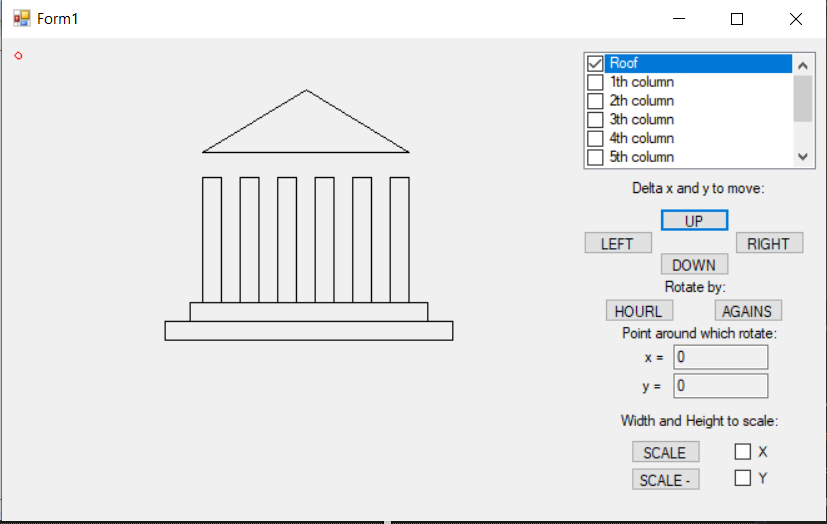 Form1
Roof
1th column
2th column
3th column
4th column
5th column
Delta x and y to move:
UP
LEFT RIGHT
DOWN
Rotate by:
HOURL AGAINS
Point around which rotate:
x = 0
y = 0
Width and Height to scale:
SCALE X
SCALE - Y